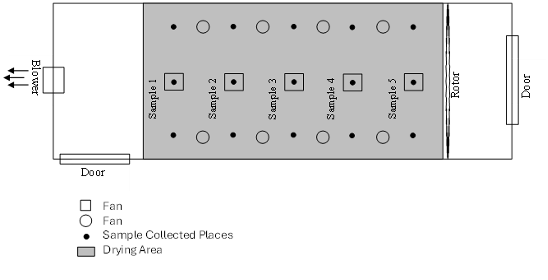 Blower
Sample 1
Sample 2
Sample 3
Sample 4
Sample 5
Rotor
Door
Door
Fan
Fan
Sample Collected Places
Drying Area